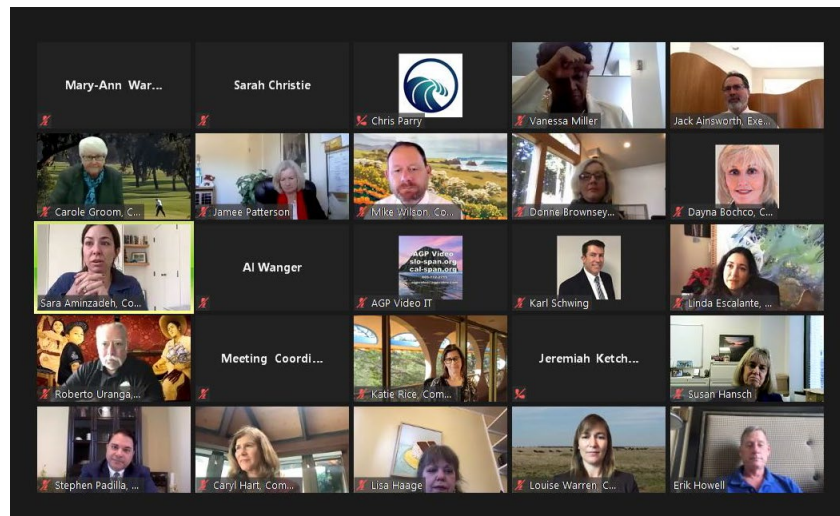 Mary-Ann War...
Sarah Christie
Chris Parry
Vanessa Miller
Jack Ainsworth, Exe...
Carole Groom, C...
Jamee Patterson
Mike Wilson, Co...
Donne Brownsey...
Dayna Bochco, C...
Sara Aminzadeh, Co...
Al Wanger
AGP Video
slo-span.org
cal-span.org
AGP Video IT
Karl Schwing
Linda Escalante, ...
Roberto Uranga,...
Meeting Coordi...
Katie Rice, Com...
Jeremiah Ketch...
Susan Hansch
Stephen Padilla, ...
Caryl Hart, Com...
Lisa Haage
Louise Warren, C...
Erik Howell